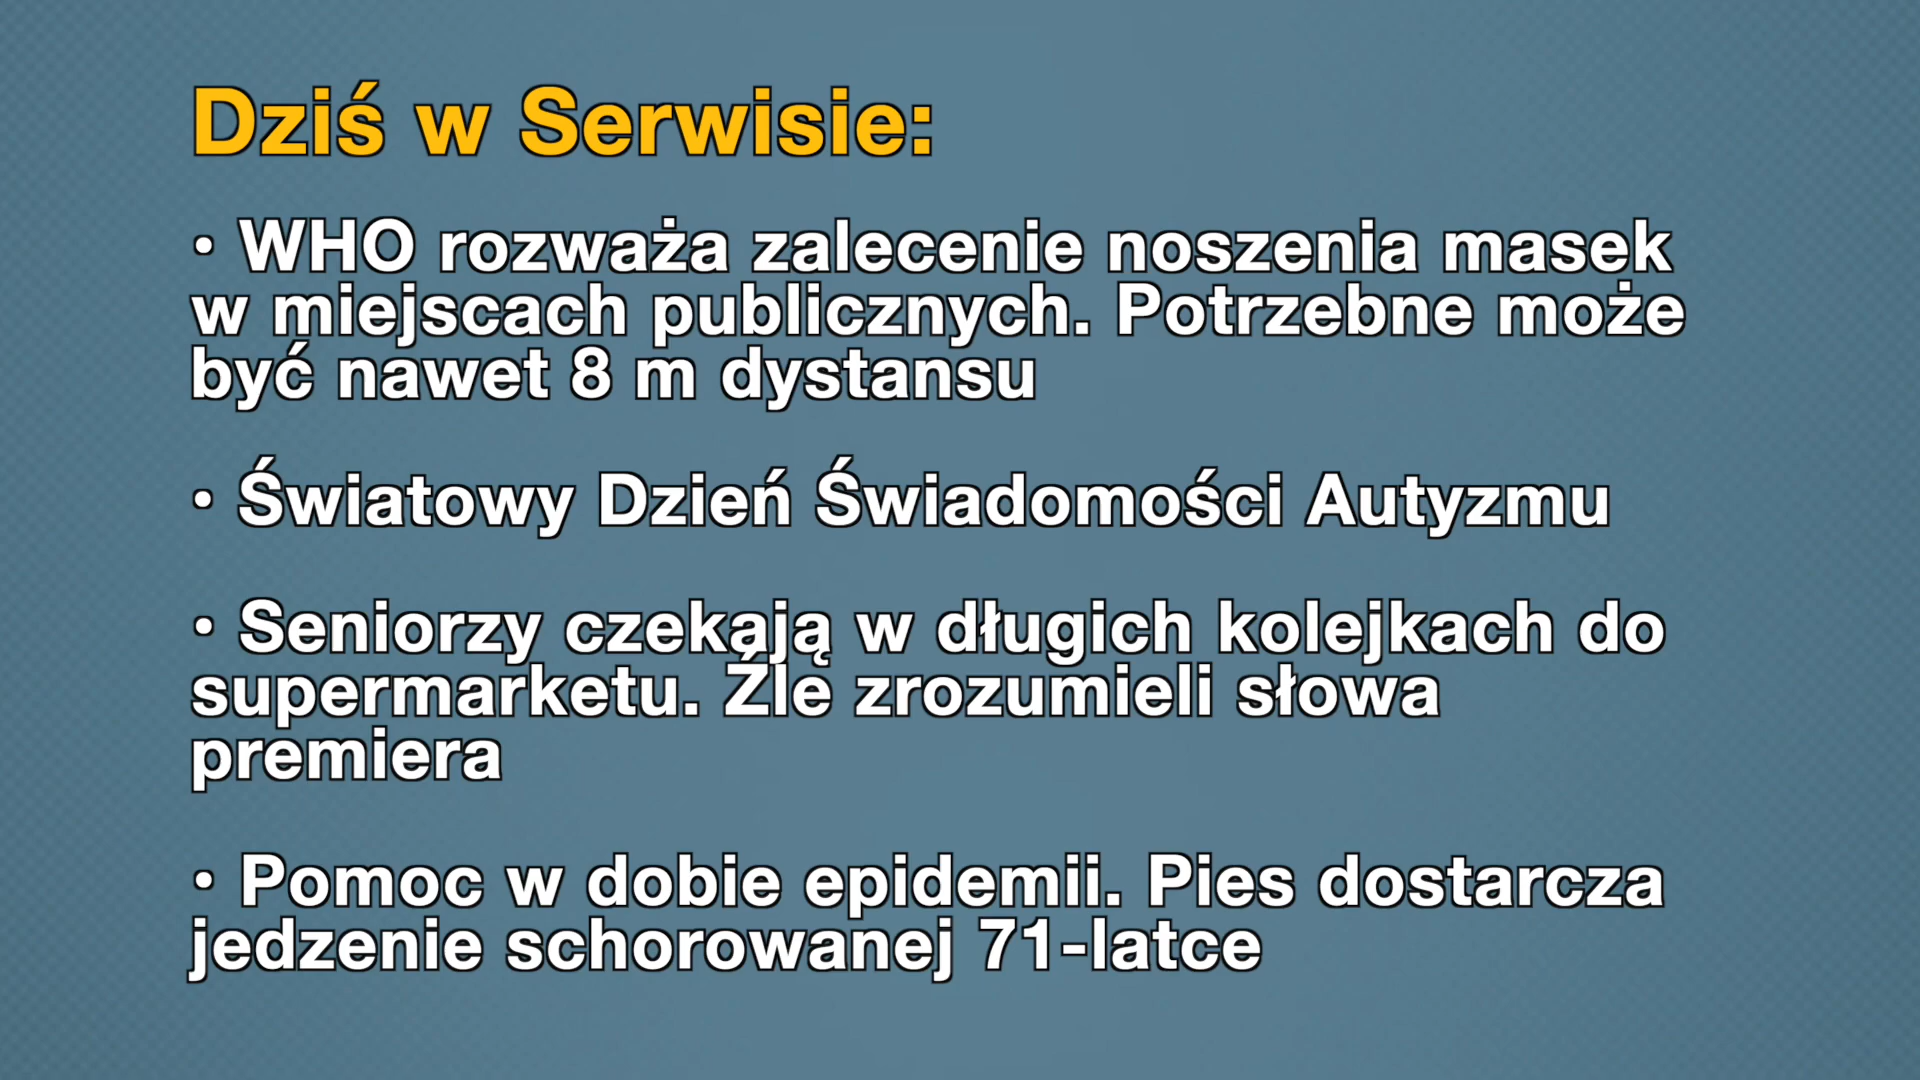 Dziś w Serwisie:
• WHO rozważa zalecenie noszenia masek
w miejscach publicznych. Potrzebne może
być nawet 8 m dystansu
• Światowy Dzień Świadomości Autyzmu
• Seniorzy czekają w długich kolejkach do
supermarketu. Źle zrozumieli słowa
premiera
• Pomoc w dobie epidemii. Pies dostarcza
jedzenie schorowanej 71-latce